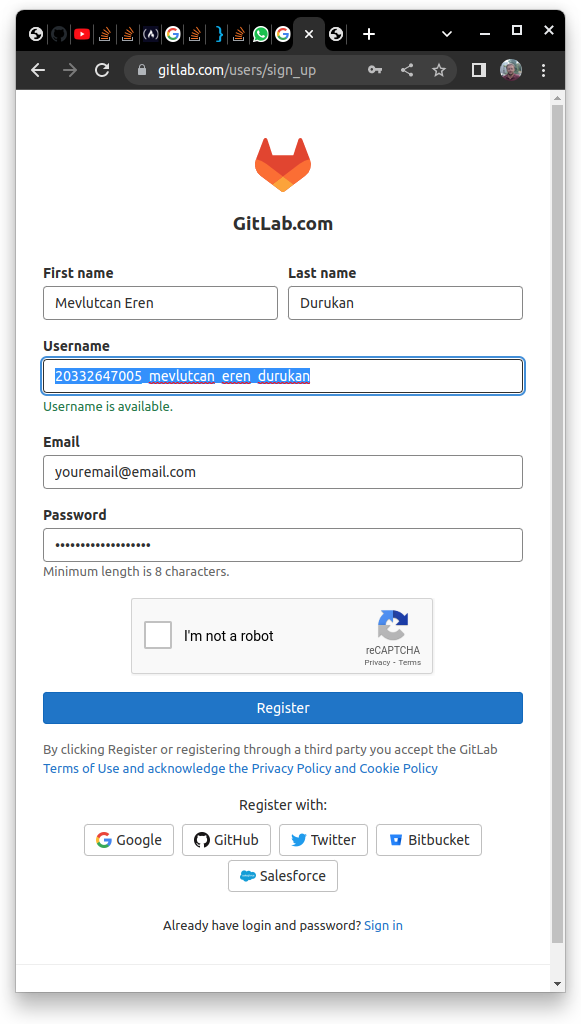 gitlab.com/users/sign_up
GitLab.com
First name
Last name
Mevlutcan Eren
Durukan
Username
20332647005_mevlutcan_eren_durukan
Username is available.
Email
youremail@email.com
Password
•••••••••••••••••••
Minimum length is 8 characters.
I'm not a robot
reCAPTCHA
Privacy - Terms
Register
By clicking Register or registering through a third party you accept the GitLab
Terms of Use and acknowledge the Privacy Policy and Cookie Policy
Register with:
Google
GitHub
Twitter
Bitbucket
Salesforce
Already have login and password? Sign in